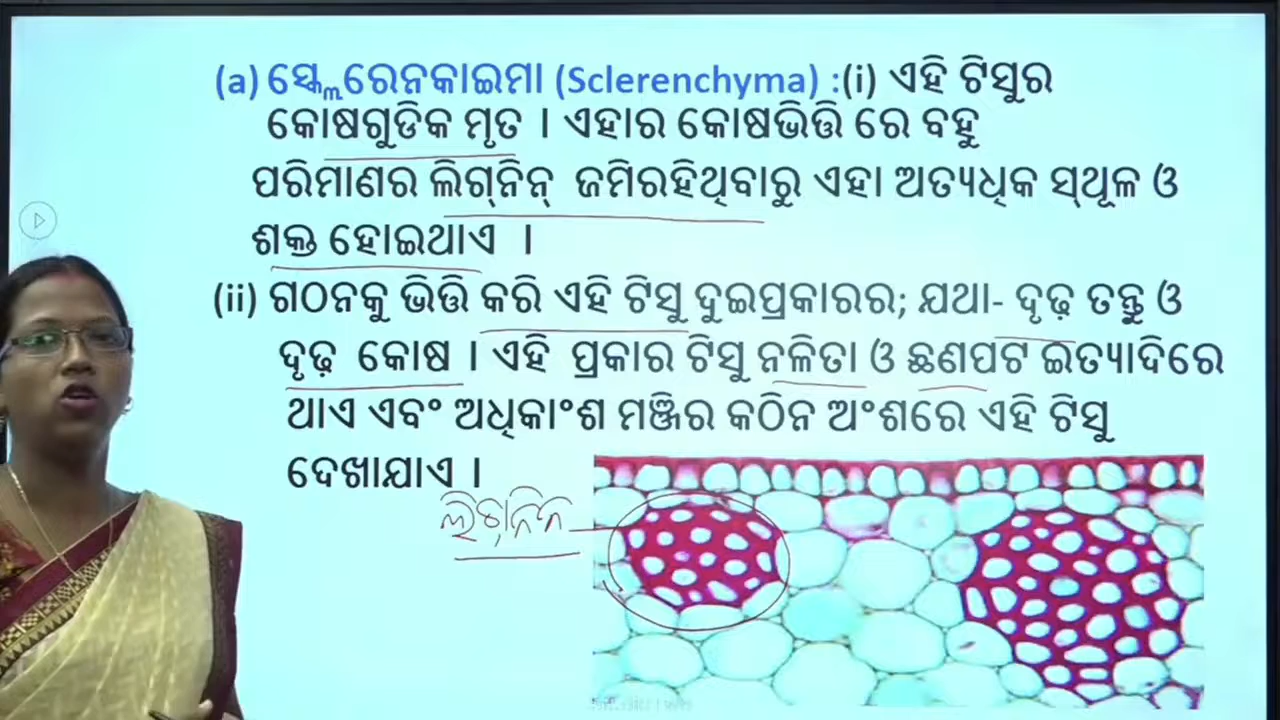 (a) ସ୍କ୍ଲେରେନକାଇମା (Sclerenchyma) :(i) ଏହି ଟିସୁର
କୋଷଗୁଡିକ ମୃତ । ଏହାର କୋଷଭିତ୍ତି ରେ ବହୁ
ପରିମାଣର ଲିଗ୍‌ନିନ୍ ଜମିରହିଥିବାରୁ ଏହା ଅତ୍ୟଧିକ ସ୍ଥୂଳ ଓ
ଶକ୍ତ ହୋଇଥାଏ ।
(ii) ଗଠନକୁ ଭିତ୍ତି କରି ଏହି ଟିସୁ ଦୁଇପ୍ରକାରର; ଯଥା- ଦୃଢ଼ ତନ୍ତୁ ଓ
ଦୃଢ଼ କୋଷ । ଏହି ପ୍ରକାର ଟିସୁ ନଳିତା ଓ ଛଣପଟ ଇତ୍ୟାଦିରେ
ଥାଏ ଏବଂ ଅଧିକାଂଶ ମଞ୍ଜିର କଠିନ ଅଂଶରେ ଏହି ଟିସୁ
ଦେଖାଯାଏ ।